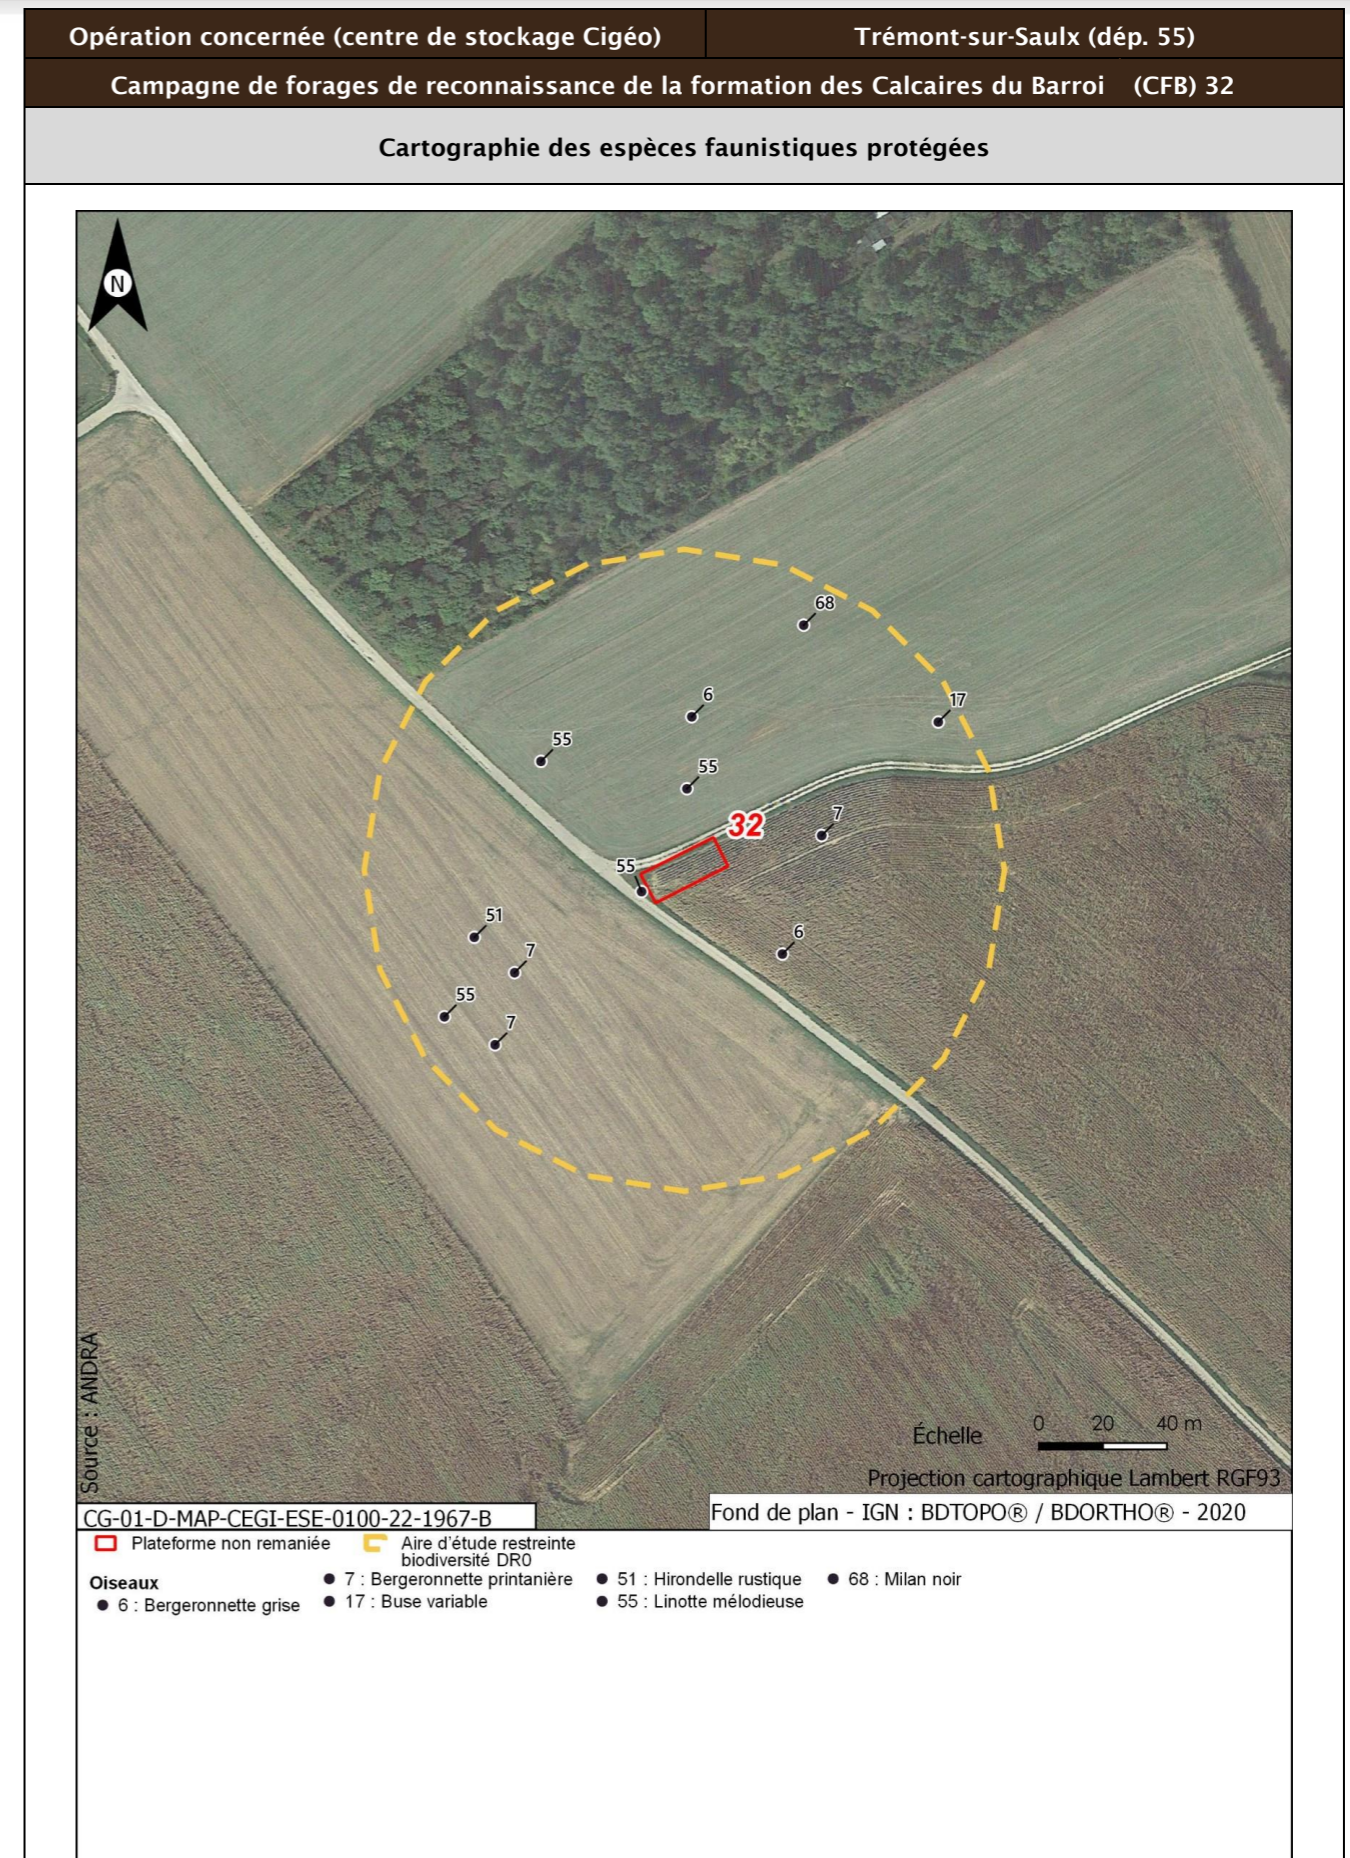 Opération concernée (centre de stockage Cigéo)
Trémont-sur-Saulx (dép. 55)
Campagne de forages de reconnaissance de la formation des Calcaires du Barroi (CFB) 32
Cartographie des espèces faunistiques protégées
N
68
6
17
55
55
7
32
55
51
6
7
55
7
Source : ANDRA
Échelle
0 20 40 m
Projection cartographique Lambert RGF93
CG-01-D-MAP-CEGI-ESE-0100-22-1967-B
Fond de plan - IGN : BDTOPO® / BDORTHO® - 2020
Plateforme non remaniée
Aire d'étude restreinte
biodiversité DR0
Oiseaux
6 : Bergeronnette grise
7 : Bergeronnette printanière
17 : Buse variable
51 : Hirondelle rustique
55 : Linotte mélodieuse
68 : Milan noir